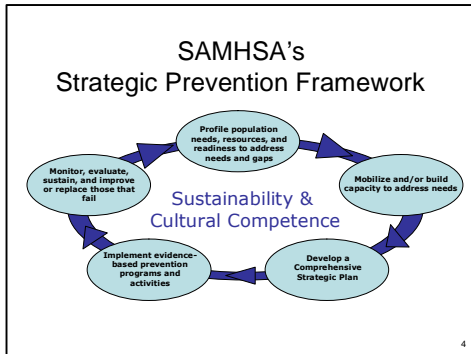 SAMHSA's
Strategic Prevention Framework
Profile population
needs, resources, and
readiness to address
needs and gaps
Mobilize and/or build
capacity to address needs
Develop a
Comprehensive
Strategic Plan
Implement evidence-
based prevention
programs and
activities
Monitor, evaluate,
sustain, and improve
or replace those that
fail
Sustainability &
Cultural Competence
4